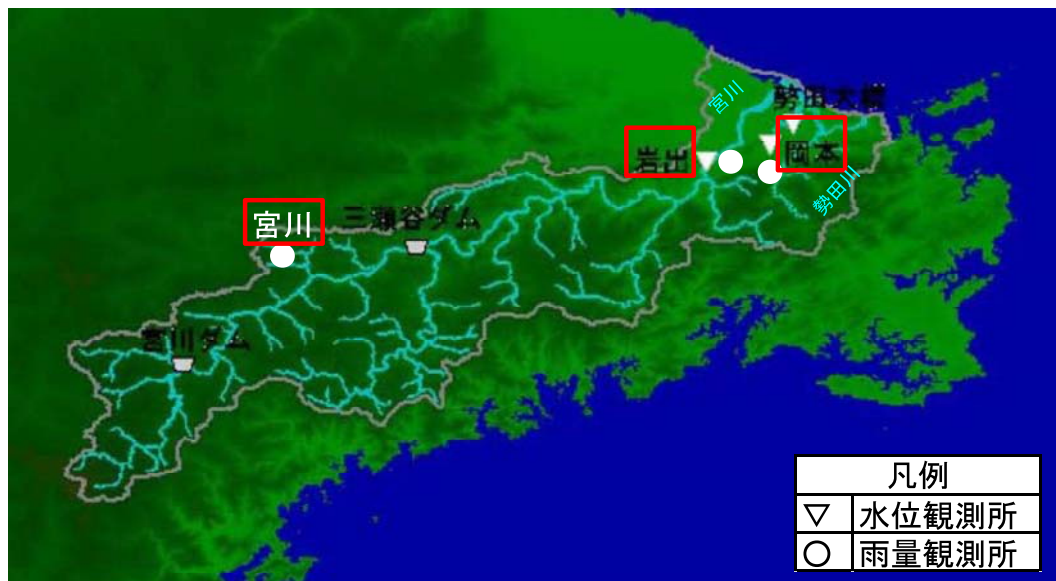 宮川
勢田大橋
岩出
岡本
勢田川
宮川
三瀬谷ダム
宮川ダム
凡例
▽ 水位観測所
○ 雨量観測所